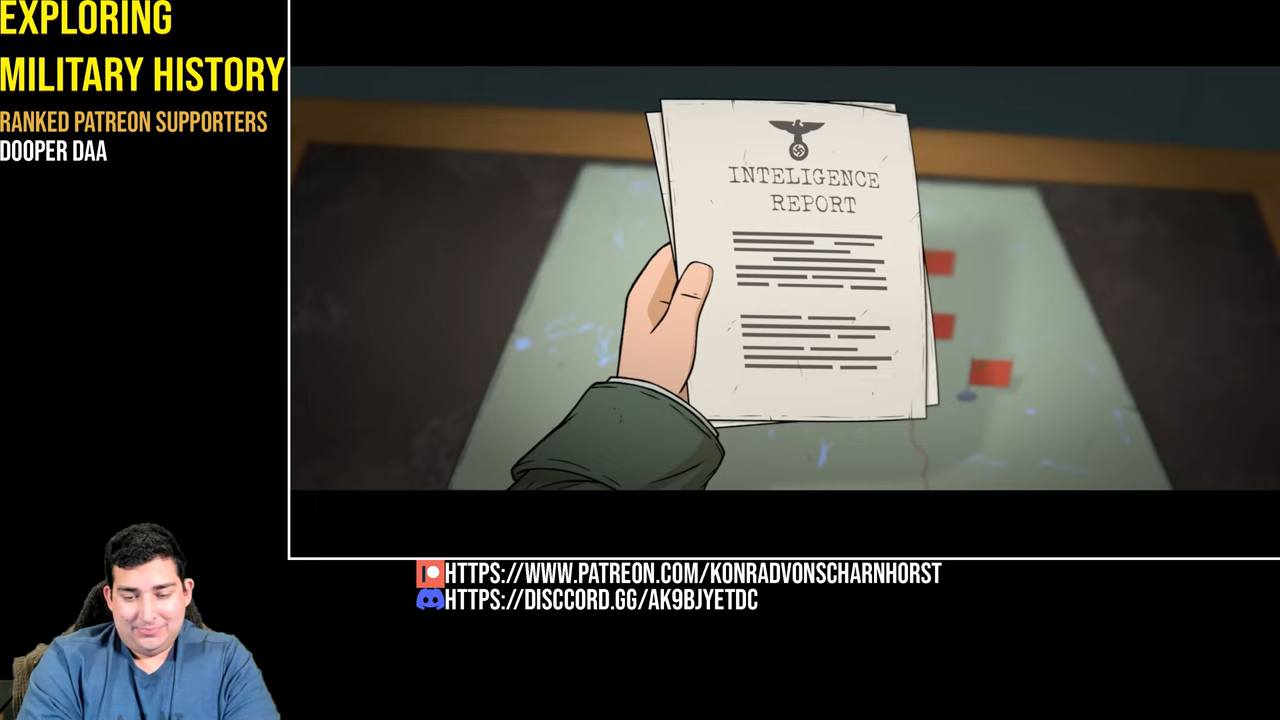 EXPLORING
MILITARY HISTORY
RANKED PATREON SUPPORTERS
DOOPER DAA
INTELIGENCE
REPORT
HTTPS://WWW.PATREON.COM/KONRADVONSCHARNHORST
HTTPS://DISCCORD.GG/AK9BJYETDC